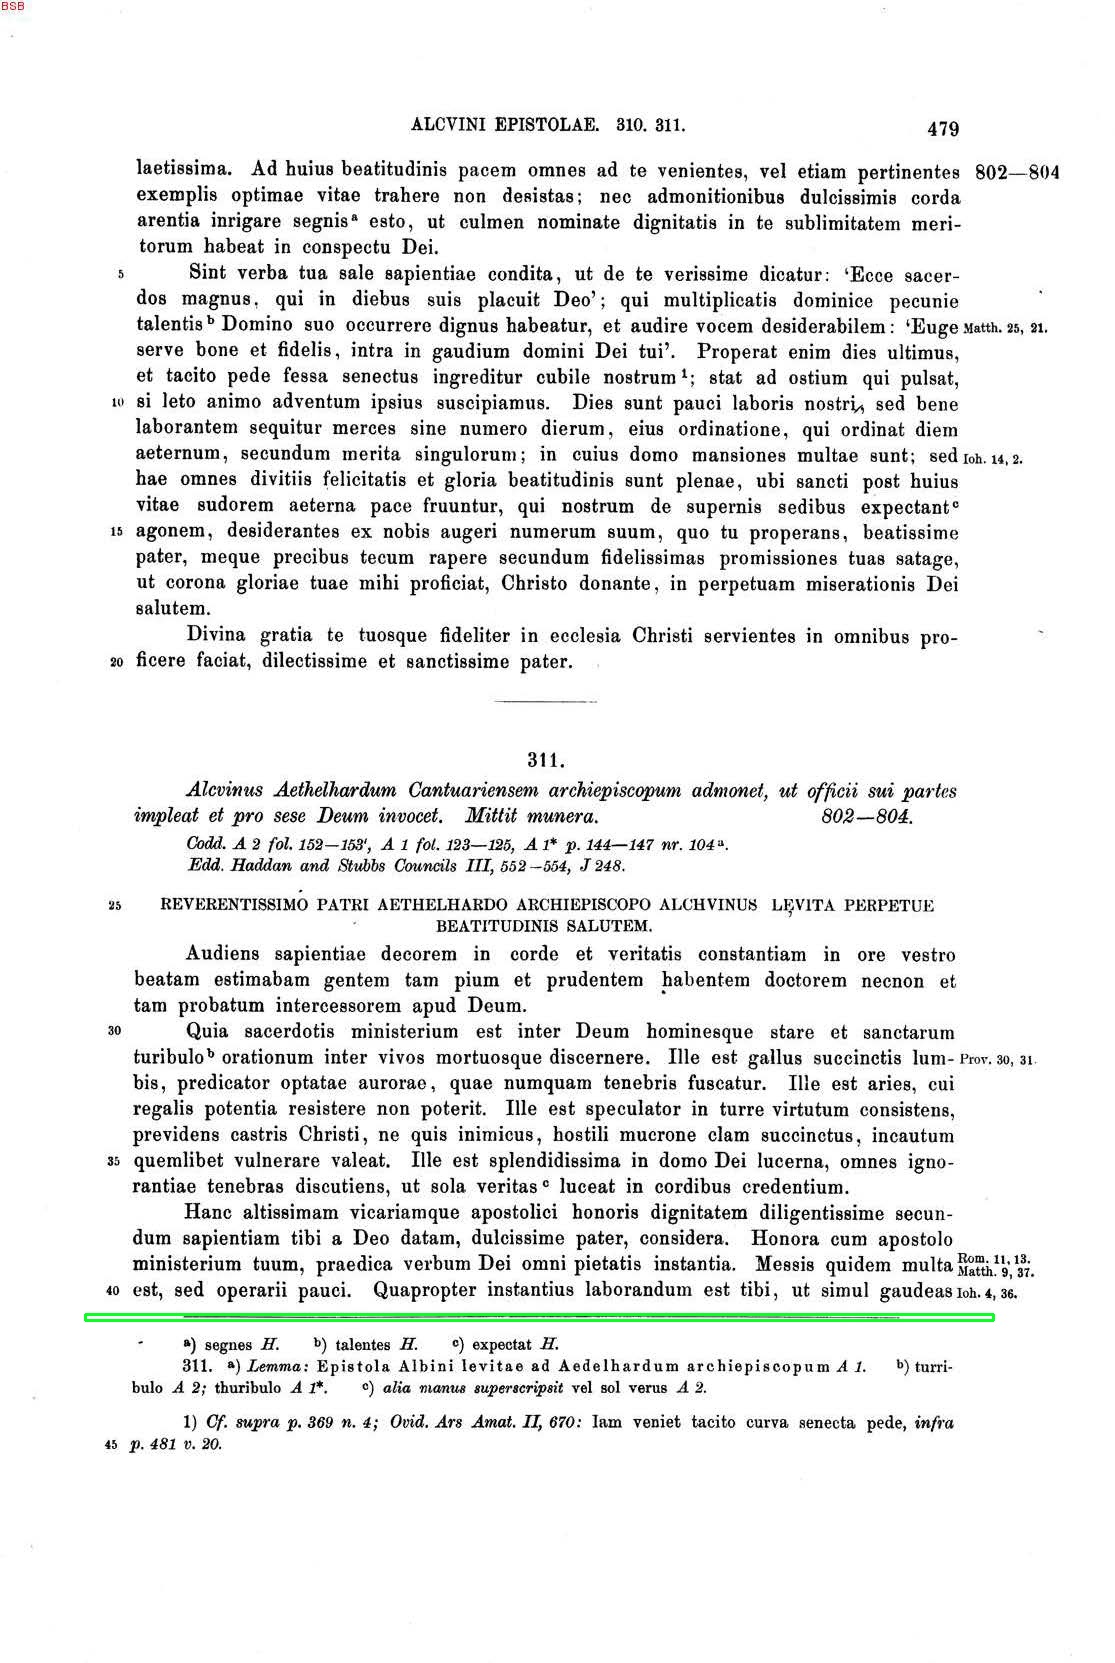 BSB
ALCVINI EPISTOLAE. 310. 311.
479
laetissima. Ad huius beatitudinis pacem omnes ad te venientes, vel etiam pertinentes 802—804
exemplis optimae vitae trahere non desistas; nec admonitionibus dulcissimis corda
arentia inrigare segnisᵃ esto, ut culmen nominate dignitatis in te sublimitatem meri-
torum habeat in conspectu Dei.
5 Sint verba tua sale sapientiae condita, ut de te verissime dicatur: ‘Ecce sacer-
dos magnus, qui in diebus suis placuit Deo’; qui multiplicatis dominice pecunie
talentisᵇ Domino suo occurrere dignus habeatur, et audire vocem desiderabilem: ‘Euge Matth. 25, 21.
serve bone et fidelis, intra in gaudium domini Dei tui’. Properat enim dies ultimus,
et tacito pede fessa senectus ingreditur cubile nostrum¹; stat ad ostium qui pulsat,
10 si leto animo adventum ipsius suscipiamus. Dies sunt pauci laboris nostri, sed bene
laborantem sequitur merces sine numero dierum, eius ordinatione, qui ordinat diem
aeternum, secundum merita singulorum; in cuius domo mansiones multae sunt; sed Ioh. 14, 2.
hae omnes divitiis felicitatis et gloria beatitudinis sunt plenae, ubi sancti post huius
vitae sudorem aeterna pace fruuntur, qui nostrum de supernis sedibus expectantᶜ
15 agonem, desiderantes ex nobis augeri numerum suum, quo tu properans, beatissime
pater, meque precibus tecum rapere secundum fidelissimas promissiones tuas satage,
ut corona gloriae tuae mihi proficiat, Christo donante, in perpetuam miserationis Dei
salutem.
Divina gratia te tuosque fideliter in ecclesia Christi servientes in omnibus pro-
20 ficere faciat, dilectissime et sanctissime pater.
311.
Alcvinus Aethelhardum Cantuariensem archiepiscopum admonet, ut officii sui partes
impleat et pro sese Deum invocet. Mittit munera. 802—804.
Codd. A 2 fol. 152—153', A 1 fol. 123—125, A 1* p. 144—147 nr. 104ᵃ.
Edd. Haddan and Stubbs Councils III, 552—554, J 248.
25 REVERENTISSIMO PATRI AETHELHARDO ARCHIEPISCOPO ALCHVINUS LĘVITA PERPETUE
BEATITUDINIS SALUTEM.
Audiens sapientiae decorem in corde et veritatis constantiam in ore vestro
beatam estimabam gentem tam pium et prudentem habentem doctorem necnon et
tam probatum intercessorem apud Deum.
30 Quia sacerdotis ministerium est inter Deum hominesque stare et sanctarum
turibuloᵇ orationum inter vivos mortuosque discernere. Ille est gallus succinctis lum- Prov. 30, 31.
bis, predicator optatae aurorae, quae numquam tenebris fuscatur. Ille est aries, cui
regalis potentia resistere non poterit. Ille est speculator in turre virtutum consistens,
previdens castris Christi, ne quis inimicus, hostili mucrone clam succinctus, incautum
35 quemlibet vulnerare valeat. Ille est splendidissima in domo Dei lucerna, omnes igno-
rantiae tenebras discutiens, ut sola veritasᶜ luceat in cordibus credentium.
Hanc altissimam vicariamque apostolici honoris dignitatem diligentissime secun-
dum sapientiam tibi a Deo datam, dulcissime pater, considera. Honora cum apostolo
ministerium tuum, praedica verbum Dei omni pietatis instantia. Messis quidem multa Rom. 11, 13. Matth. 9, 37.
40 est, sed operarii pauci. Quapropter instantius laborandum est tibi, ut simul gaudeas Ioh. 4, 36.
ᵃ) segnes H. ᵇ) talentes H. ᶜ) expectat H.
311. ᵃ) Lemma: Epistola Albini levitae ad Aedelhardum archiepiscopum A 1. ᵇ) turri-
bulo A 2; thuribulo A 1*. ᶜ) alia manus superscripsit vel sol verus A 2.
1) Cf. supra p. 369 n. 4; Ovid. Ars Amat. II, 670: Iam veniet tacito curva senecta pede, infra
45 p. 481 v. 20.